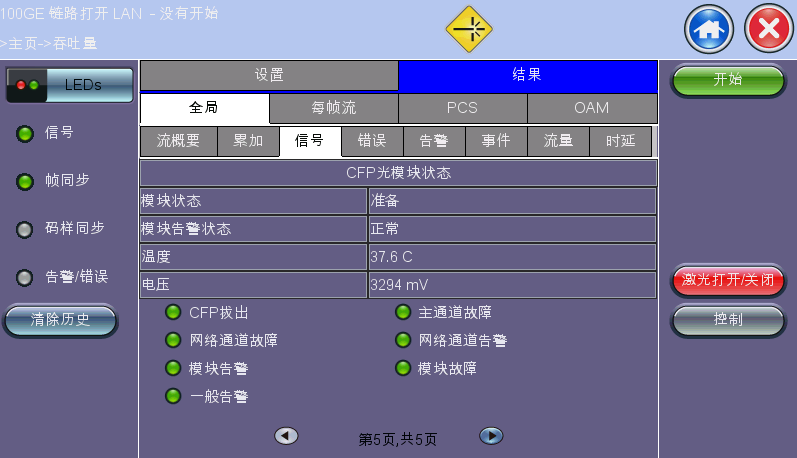 100GE 链路打开 LAN - 没有开始
>主页->吞吐量
LEDs
信号
帧同步
码样同步
告警/错误
清除历史
设置 结果
全局 每帧流 PCS OAM
流概要 累加 信号 错误 告警 事件 流量 时延
CFP光模块状态
模块状态 准备
模块告警状态 正常
温度 37.6 C
电压 3294 mV
CFP拔出 主通道故障
网络通道故障 网络通道告警
模块告警 模块故障
一般告警
第5页,共5页
开始
激光打开/关闭
控制